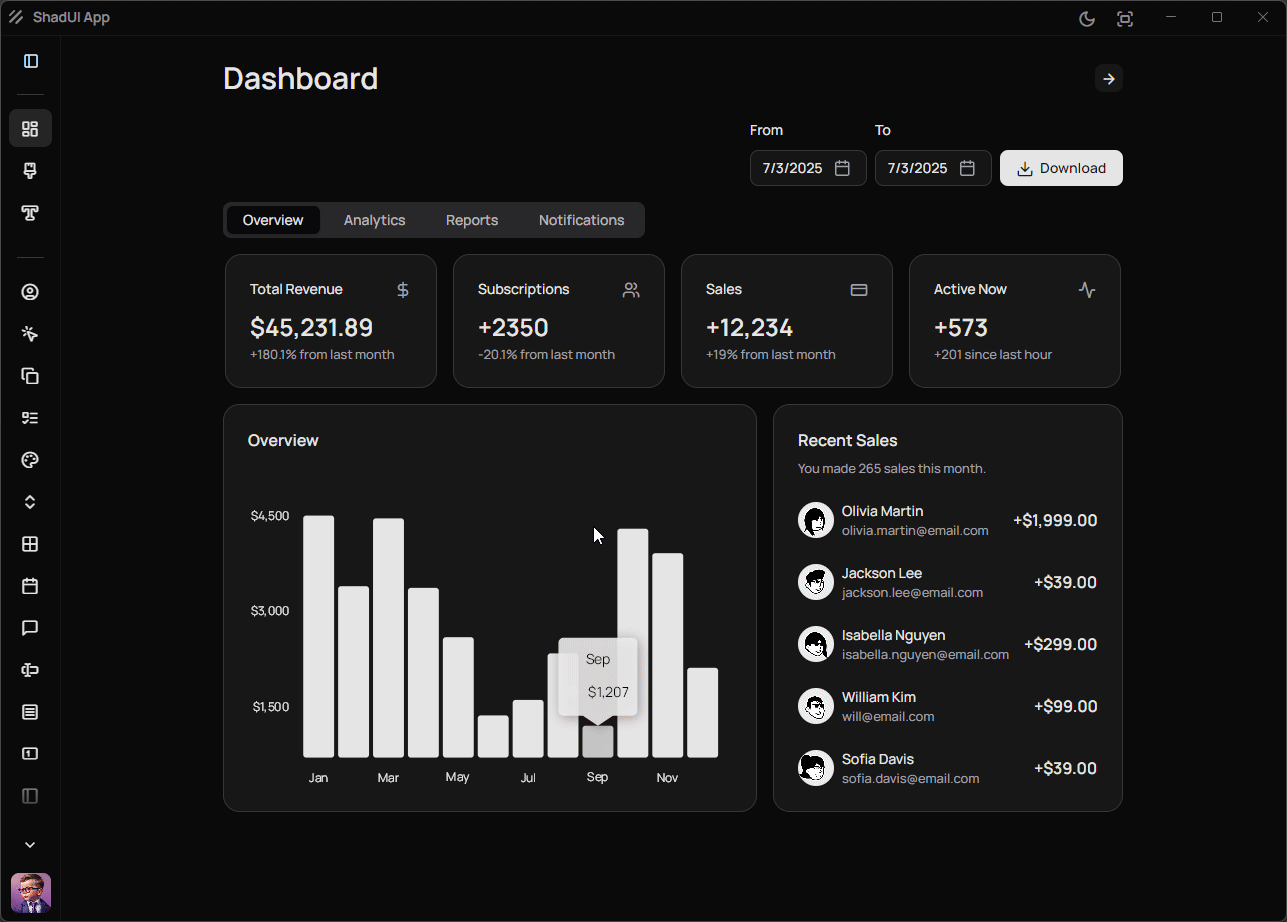 ShadUI App
Dashboard
From To
7/3/2025 7/3/2025 Download
Overview Analytics Reports Notifications
Total Revenue
$45,231.89
+180.1% from last month
Subscriptions
+2350
-20.1% from last month
Sales
+12,234
+19% from last month
Active Now
+573
+201 since last hour
Overview
$4,500
$3,000
$1,500
Sep
$1,207
Jan Mar May Jul Sep Nov
Recent Sales
You made 265 sales this month.
Olivia Martin
olivia.martin@email.com
+$1,999.00
Jackson Lee
jackson.lee@email.com
+$39.00
Isabella Nguyen
isabella.nguyen@email.com
+$299.00
William Kim
will@email.com
+$99.00
Sofia Davis
sofia.davis@email.com
+$39.00